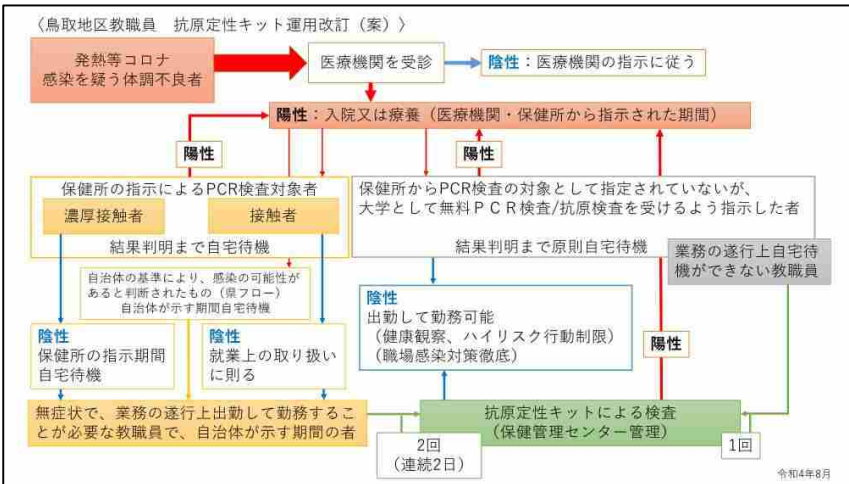 〈鳥取地区教職員　抗原定性キット運用改訂（案）〉
発熱等コロナ
感染を疑う体調不良者
医療機関を受診
陰性：医療機関の指示に従う
陽性：入院又は療養（医療機関・保健所から指示された期間）
陽性
陽性
保健所の指示によるPCR検査対象者
濃厚接触者
接触者
結果判明まで自宅待機
保健所からPCR検査の対象として指定されていないが、
大学として無料ＰＣＲ検査/抗原検査を受けるよう指示した者
結果判明まで原則自宅待機
業務の遂行上自宅待
機ができない教職員
自治体の基準により、感染の可能性が
あると判断されたもの（県フロー）
自治体が示す期間自宅待機
陰性
保健所の指示期間
自宅待機
陰性
就業上の取り扱い
に則る
陰性
出勤して勤務可能
（健康観察、ハイリスク行動制限）
（職場感染対策徹底）
陽性
無症状で、業務の遂行上出勤して勤務するこ
とが必要な教職員で、自治体が示す期間の者
抗原定性キットによる検査
（保健管理センター管理）
2回
（連続2日）
1回
令和4年8月